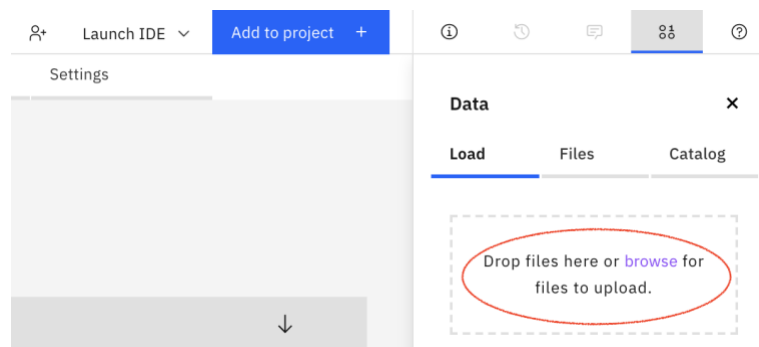 Launch IDE
Add to project +
Settings
Data
Load Files Catalog
Drop files here or browse for
files to upload.